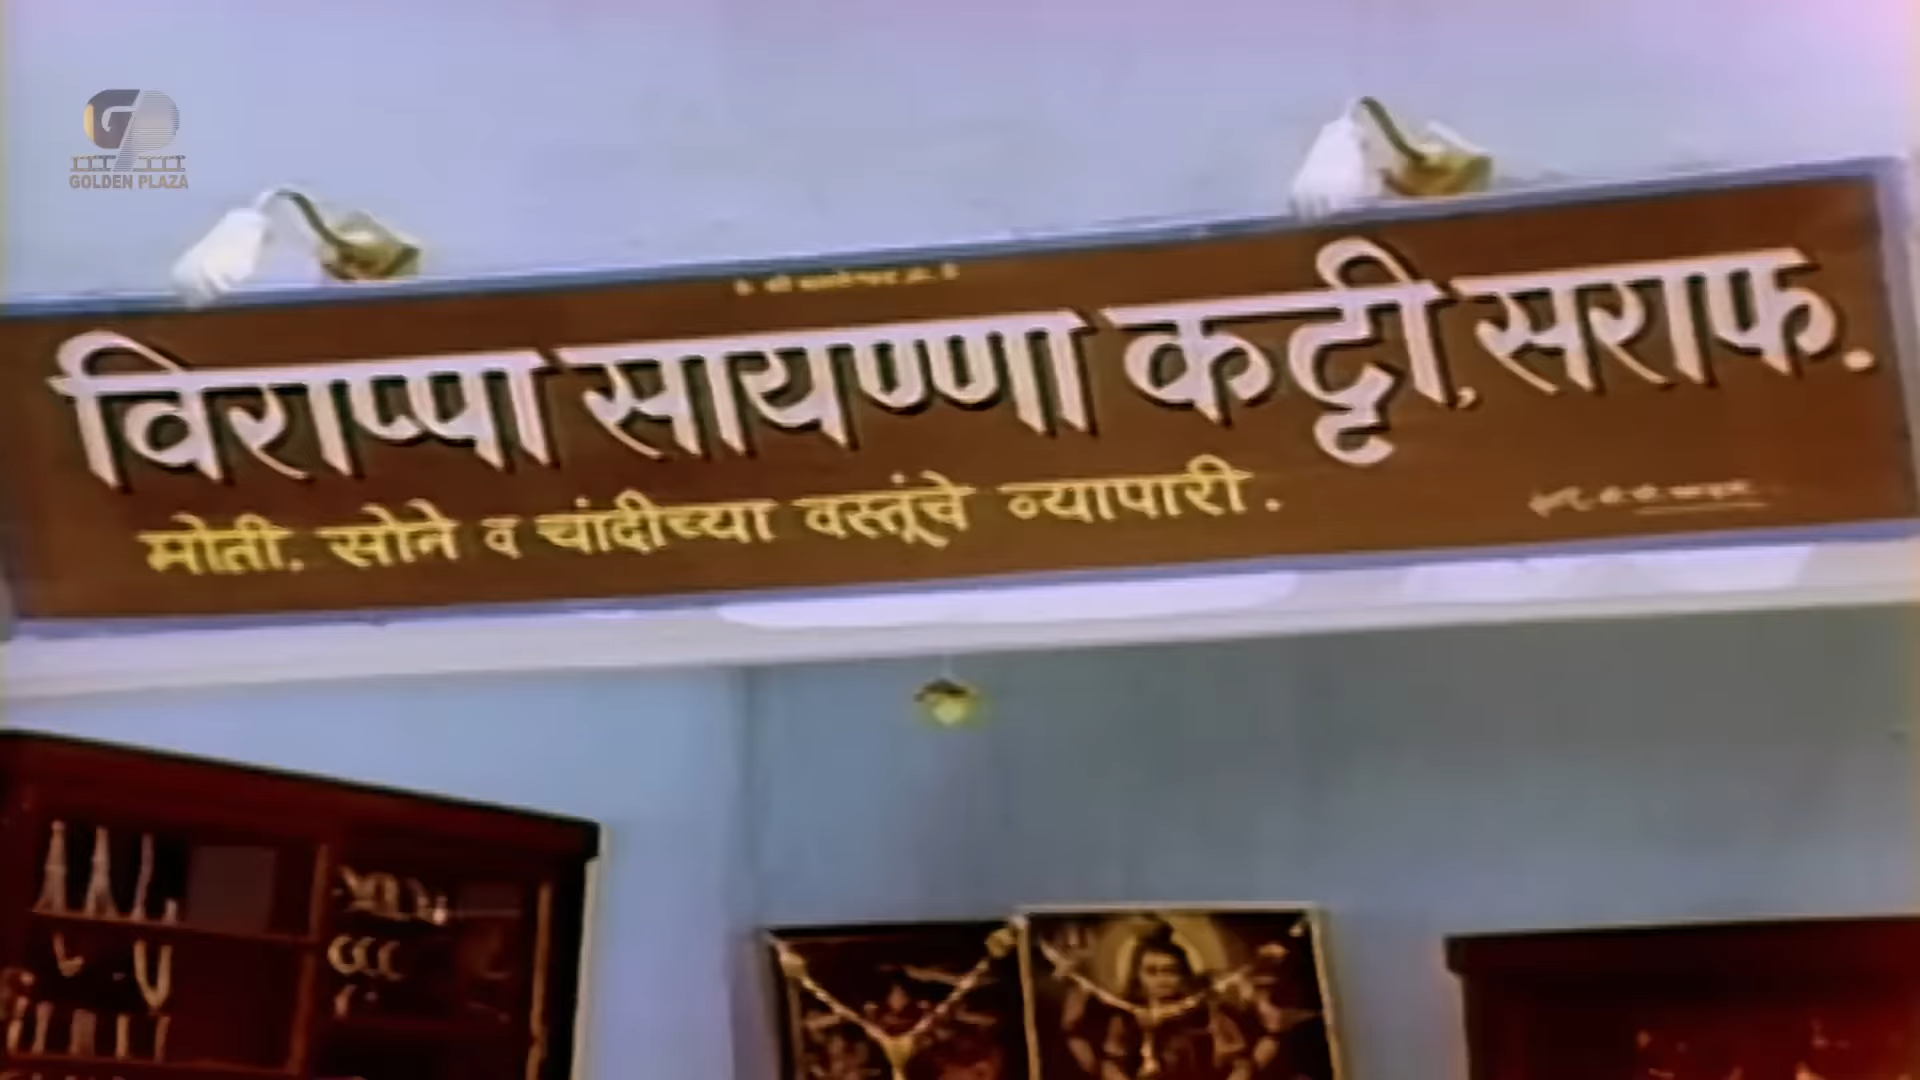 GOLDEN PLAZA
विराप्पा सायण्णा कट्टी, सराफ.
मोती. सोने व चांदीच्या वस्तूंचे व्यापारी.